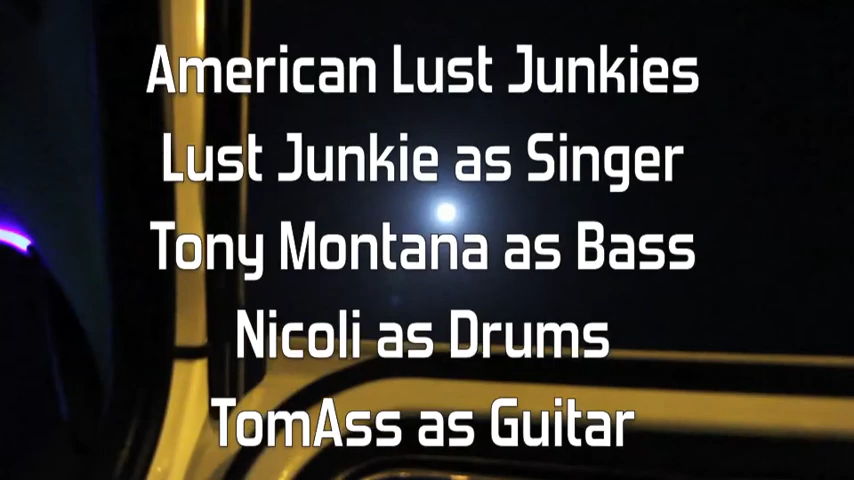 American Lust Junkies
Lust Junkie as Singer
Tony Montana as Bass
Nicoli as Drums
TomAss as Guitar